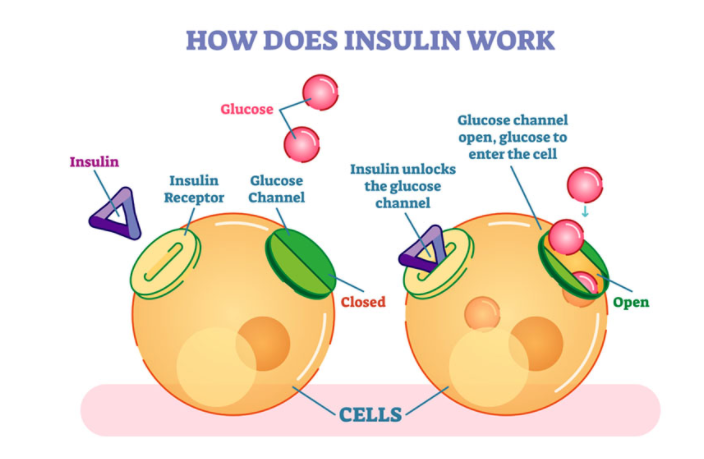 HOW DOES INSULIN WORK
Glucose
Glucose channel
open, glucose to
enter the cell
Insulin
Insulin
Receptor
Glucose
Channel
Insulin unlocks
the glucose
channel
Closed
Open
CELLS